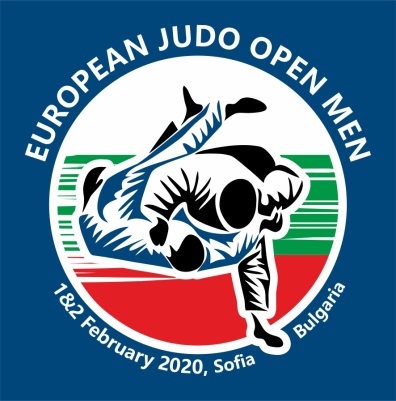 EUROPEAN JUDO OPEN MEN
1&2 February 2020, Sofia
Bulgaria